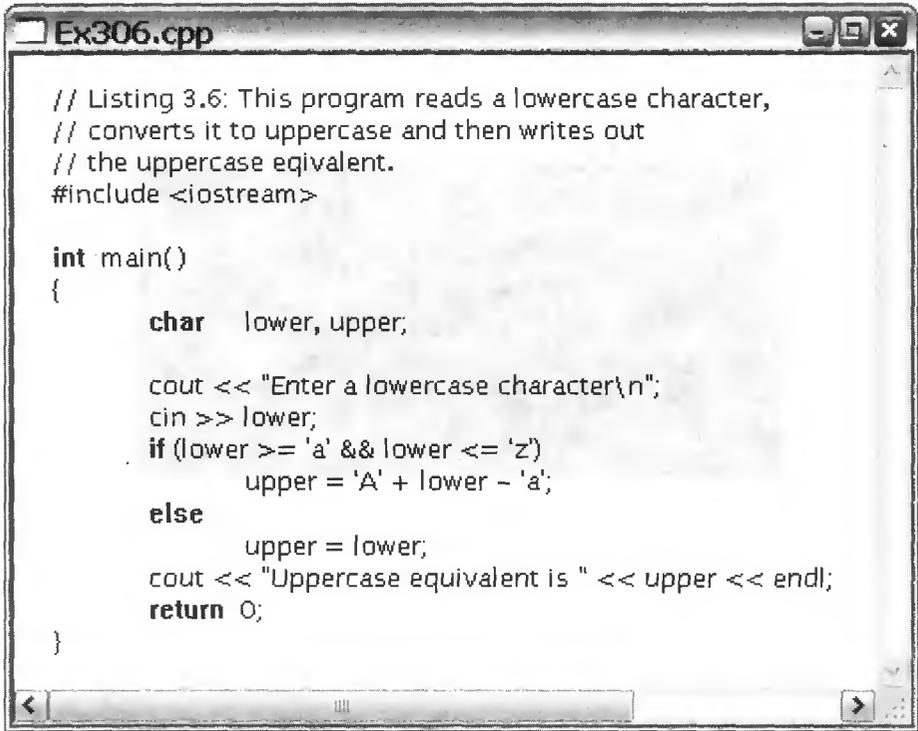 Ex306.cpp
// Listing 3.6: This program reads a lowercase character,
// converts it to uppercase and then writes out
// the uppercase eqivalent.
#include <iostream>
int main()
{
char lower, upper;
cout << "Enter a lowercase character\n";
cin >> lower;
if (lower >= 'a' && lower <= 'z')
upper = 'A' + lower – 'a';
else
upper = lower;
cout << "Uppercase equivalent is " << upper << endl;
return 0;
}